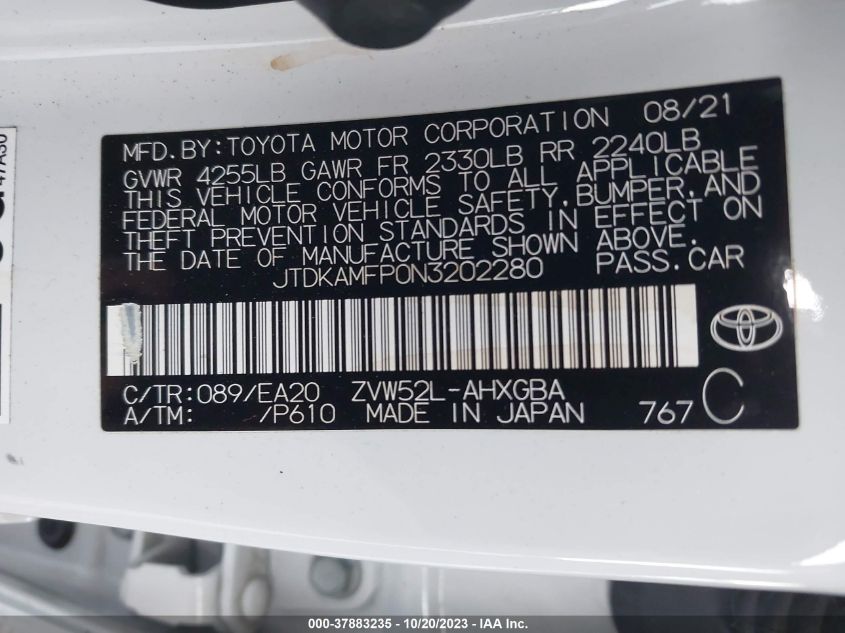 47A30
MFD.BY:TOYOTA MOTOR CORPORATION 08/21
GVWR 4255LB GAWR FR 2330LB RR 2240LB
THIS VEHICLE CONFORMS TO ALL APPLICABLE
FEDERAL MOTOR VEHICLE SAFETY,BUMPER,AND
THEFT PREVENTION STANDARDS IN EFFECT ON
THE DATE OF MANUFACTURE SHOWN ABOVE.
JTDKAMFP0N3202280 PASS.CAR
C/TR:089/EA20 ZVW52L-AHXGBA
A/TM: /P610 MADE IN JAPAN 767 C
000-37883235 - 10/20/2023 - IAA Inc.